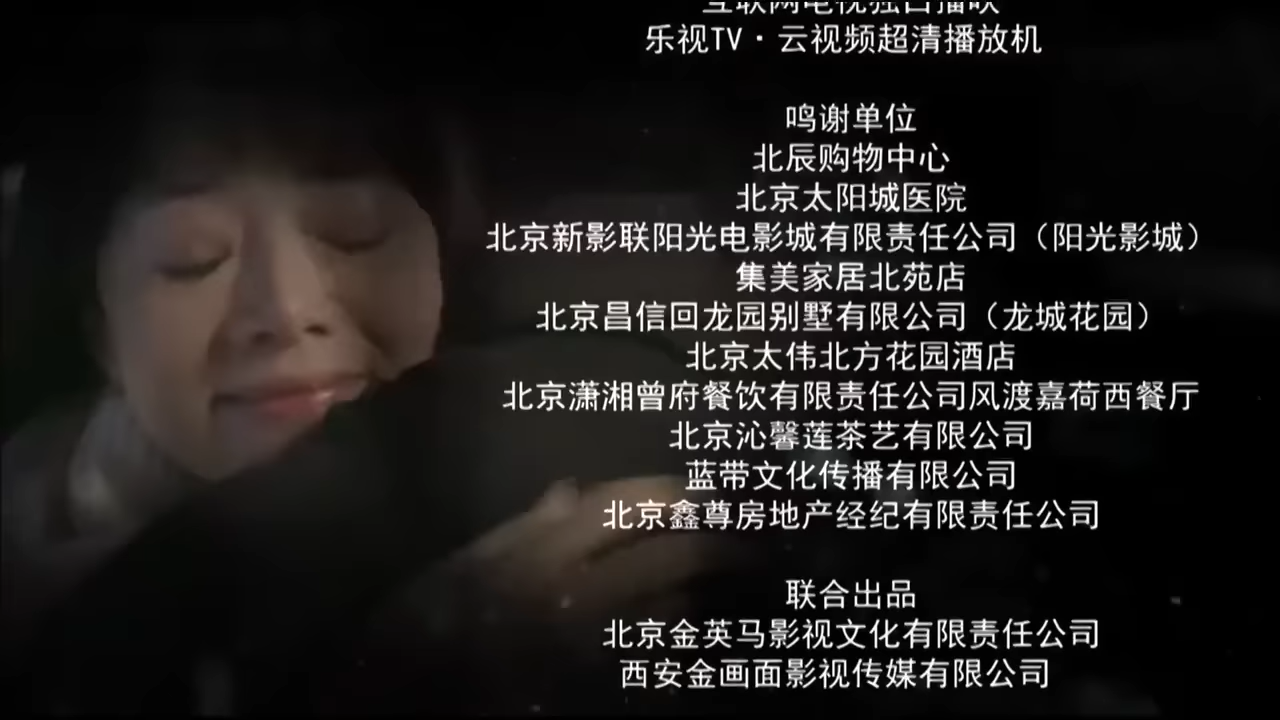 互联网电视独白播映
乐视TV·云视频超清播放机
鸣谢单位
北辰购物中心
北京太阳城医院
北京新影联阳光电影城有限责任公司（阳光影城）
集美家居北苑店
北京昌信回龙园别墅有限公司（龙城花园）
北京太伟北方花园酒店
北京潇湘曾府餐饮有限责任公司风渡嘉荷西餐厅
北京沁馨莲茶艺有限公司
蓝带文化传播有限公司
北京鑫尊房地产经纪有限责任公司
联合出品
北京金英马影视文化有限责任公司
西安金画面影视传媒有限公司